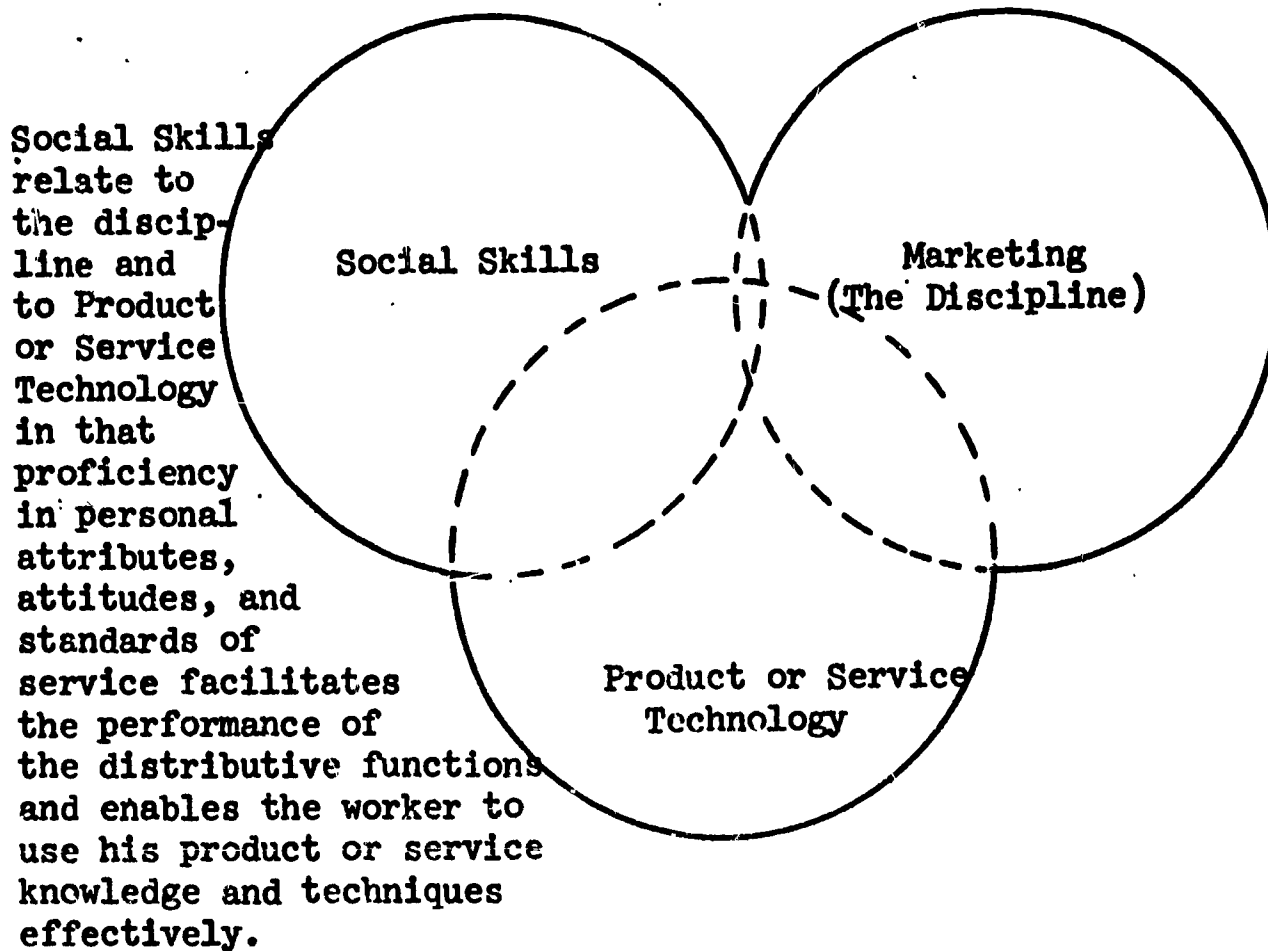 Social Skills
relate to
the discip-
line and
to Product
or Service
Technology
in that
proficiency
in personal
attributes,
attitudes, and
standards of
service facilitates
the performance of
the distributive functions
and enables the worker to
use his product or service
knowledge and techniques
effectively.
Social Skills
Marketing
(The Discipline)
Product or Service
Technology